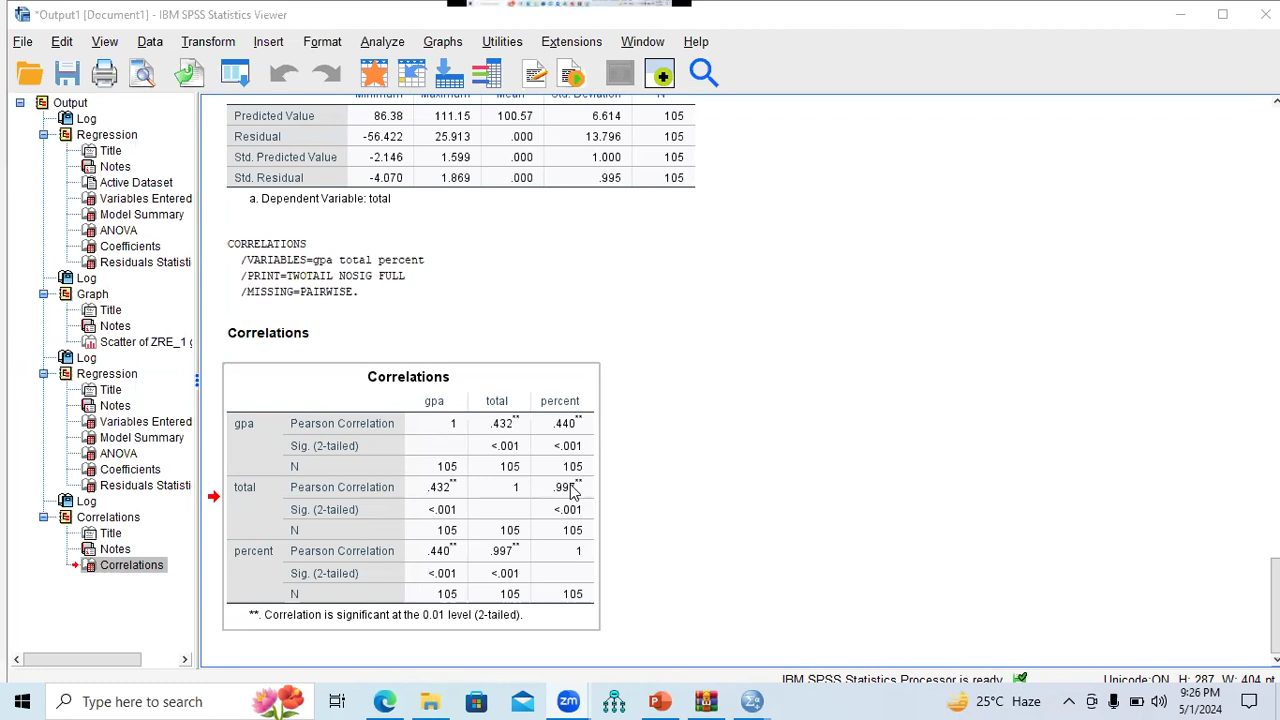 *Output1 [Document1] - IBM SPSS Statistics Viewer
File Edit View Data Transform Insert Format Analyze Graphs Utilities Extensions Window Help
Output
Log
Regression
Title
Notes
Active Dataset
Variables Entered
Model Summary
ANOVA
Coefficients
Residuals Statisti
Log
Graph
Title
Notes
Scatter of ZRE_1
Log
Regression
Title
Notes
Variables Entered
Model Summary
ANOVA
Coefficients
Residuals Statisti
Log
Correlations
Title
Notes
Correlations
Minimum Maximum Mean Std. Deviation N
Predicted Value 86.38 111.15 100.57 6.614 105
Residual -56.422 25.913 .000 13.796 105
Std. Predicted Value -2.146 1.599 .000 1.000 105
Std. Residual -4.070 1.869 .000 .995 105
a. Dependent Variable: total
CORRELATIONS
/VARIABLES=gpa total percent
/PRINT=TWOTAIL NOSIG FULL
/MISSING=PAIRWISE.
Correlations
Correlations
gpa total percent
gpa Pearson Correlation 1 .432** .440**
Sig. (2-tailed) <.001 <.001
N 105 105 105
total Pearson Correlation .432** 1
Sig. (2-tailed) <.001 <.001
N 105 105 105
percent Pearson Correlation .440** .997** 1
Sig. (2-tailed) <.001 <.001
N 105 105 105
**. Correlation is significant at the 0.01 level (2-tailed).
IBM SPSS Statistics Processor is ready Unicode:ON H: 287, W: 404 pt
Type here to search
zm
25°C Haze
9:26 PM
5/1/2024